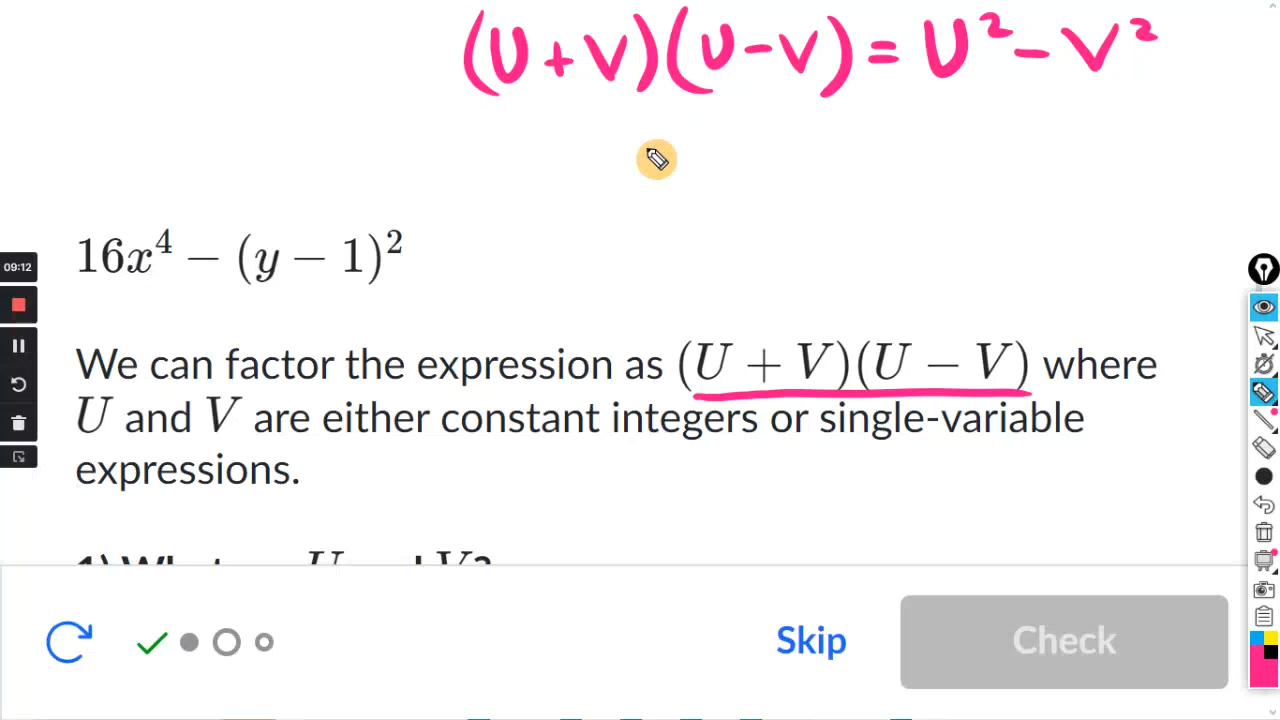 (U + V)(U - V) = U² - V²
16x⁴ − (y − 1)²
09:12
We can factor the expression as (U + V)(U − V) where
U and V are either constant integers or single-variable
expressions.
Skip
Check